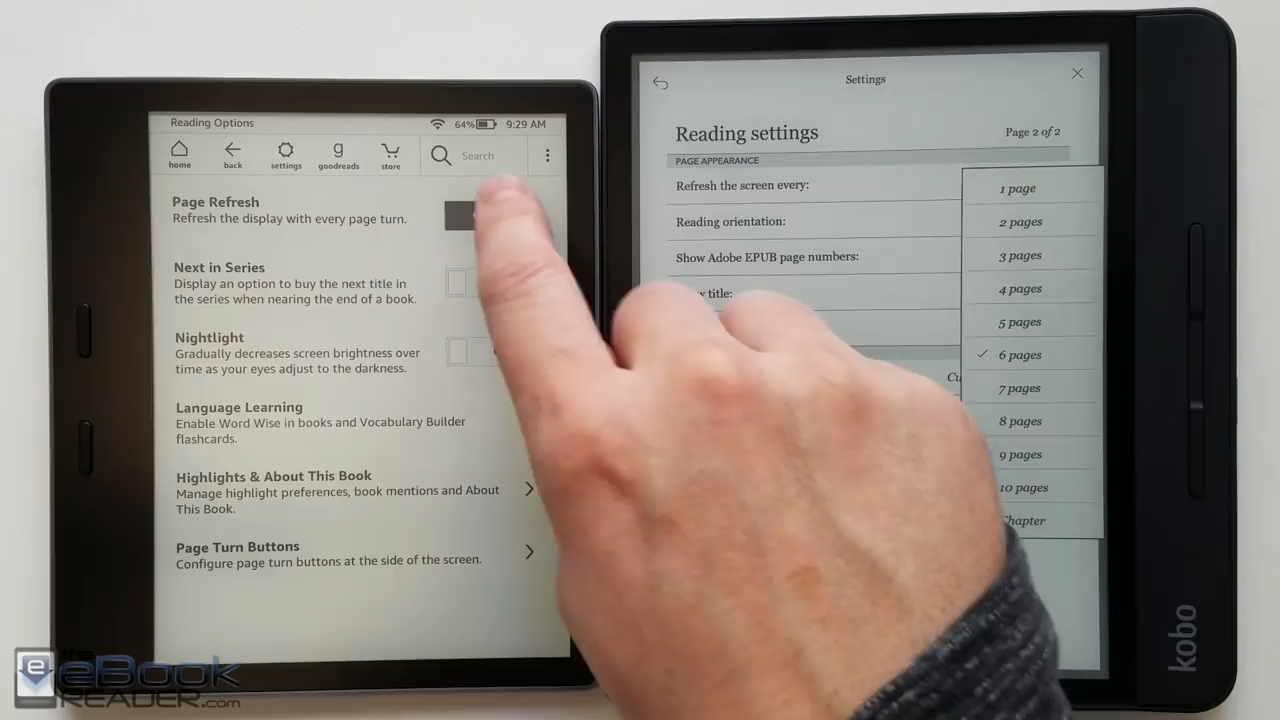 Reading Options
64%
9:29 AM
home
back
settings
goodreads
store
Search
Page Refresh
Refresh the display with every page turn.
Next in Series
Display an option to buy the next title in
the series when nearing the end of a book.
Nightlight
Gradually decreases screen brightness over
time as your eyes adjust to the darkness.
Language Learning
Enable Word Wise in books and Vocabulary Builder
flashcards.
Highlights & About This Book
Manage highlight preferences, book mentions and About
This Book.
Page Turn Buttons
Configure page turn buttons at the side of the screen.
Settings
Reading settings
Page 2 of 2
PAGE APPEARANCE
Refresh the screen every:
Reading orientation:
Show Adobe EPUB page numbers:
title:
1 page
2 pages
3 pages
4 pages
5 pages
6 pages
7 pages
8 pages
9 pages
10 pages
Chapter
kobo
the
eBook
READER.com